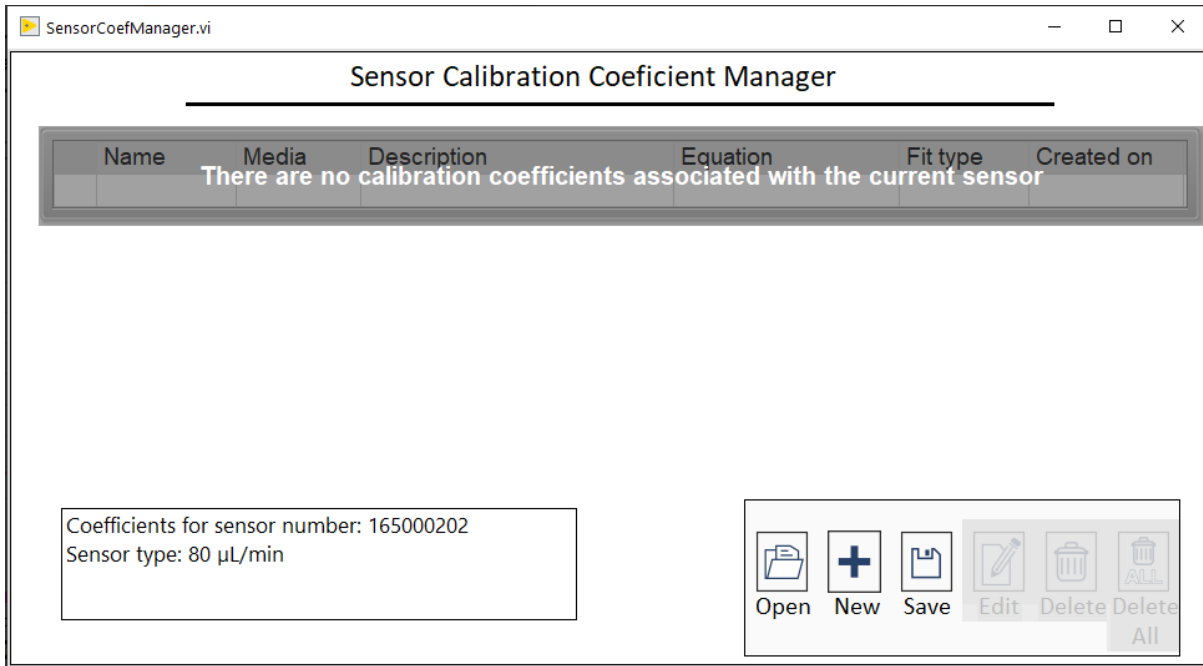 SensorCoefManager.vi
Sensor Calibration Coeficient Manager
Name Media Description Equation Fit type Created on
There are no calibration coefficients associated with the current sensor
Coefficients for sensor number: 165000202
Sensor type: 80 µL/min
ALL
Open New Save Edit Delete Delete
All